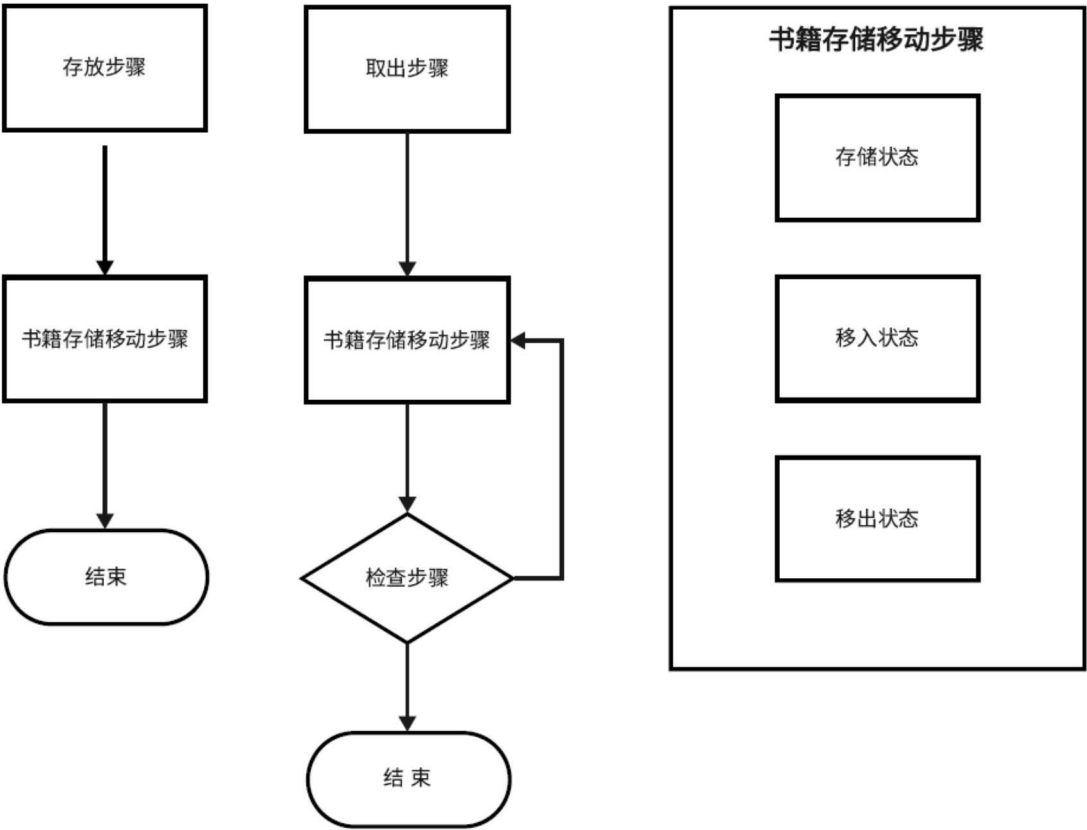 存放步骤
书籍存储移动步骤
结束
取出步骤
书籍存储移动步骤
检查步骤
结 束
书籍存储移动步骤
存储状态
移入状态
移出状态